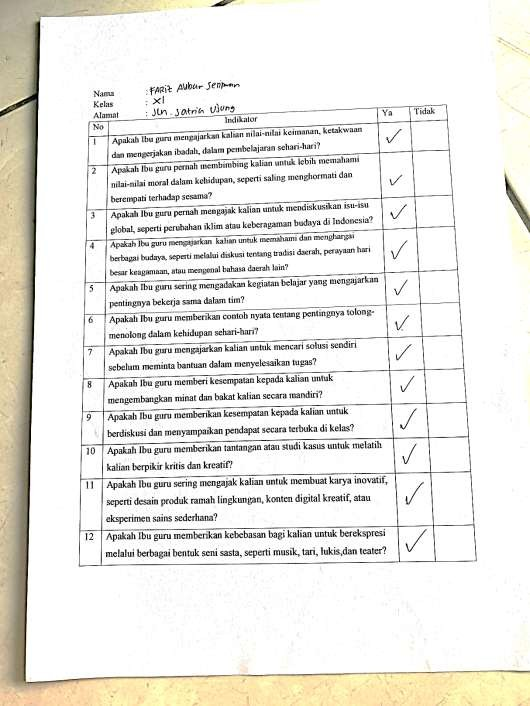 Nama : FARiz AkbUr
Kelas : XI
Alamat : Jln. Satria Ujung
No Indikator Ya Tidak
1 Apakah Ibu guru mengajarkan kalian nilai-nilai keimanan, ketakwaan
dan mengerjakan ibadah, dalam pembelajaran sehari-hari? ✓
2 Apakah Ibu guru pernah membimbing kalian untuk lebih memahami
nilai-nilai moral dalam kehidupan, seperti saling menghormati dan
berempati terhadap sesama? ✓
3 Apakah Ibu guru pernah mengajak kalian untuk mendiskusikan isu-isu
global, seperti perubahan iklim atau keberagaman budaya di Indonesia? ✓
4 Apakah Ibu guru mengajarkan kalian untuk memahami dan menghargai
berbagai budaya, seperti melalui diskusi tentang tradisi daerah, perayaan hari
besar keagamaan, atau mengenal bahasa daerah lain? ✓
5 Apakah Ibu guru sering mengadakan kegiatan belajar yang mengajarkan
pentingnya bekerja sama dalam tim? ✓
6 Apakah Ibu guru memberikan contoh nyata tentang pentingnya tolong-
menolong dalam kehidupan sehari-hari? ✓
7 Apakah Ibu guru mengajarkan kalian untuk mencari solusi sendiri
sebelum meminta bantuan dalam menyelesaikan tugas? ✓
8 Apakah Ibu guru memberi kesempatan kepada kalian untuk
mengembangkan minat dan bakat kalian secara mandiri? ✓
9 Apakah Ibu guru memberikan kesempatan kepada kalian untuk
berdiskusi dan menyampaikan pendapat secara terbuka di kelas? ✓
10 Apakah Ibu guru memberikan tantangan atau studi kasus untuk melatih
kalian berpikir kritis dan kreatif? ✓
11 Apakah Ibu guru sering mengajak kalian untuk membuat karya inovatif,
seperti desain produk ramah lingkungan, konten digital kreatif, atau
eksperimen sains sederhana? ✓
12 Apakah Ibu guru memberikan kebebasan bagi kalian untuk berekspresi
melalui berbagai bentuk seni sasta, seperti musik, tari, lukis,dan teater? ✓